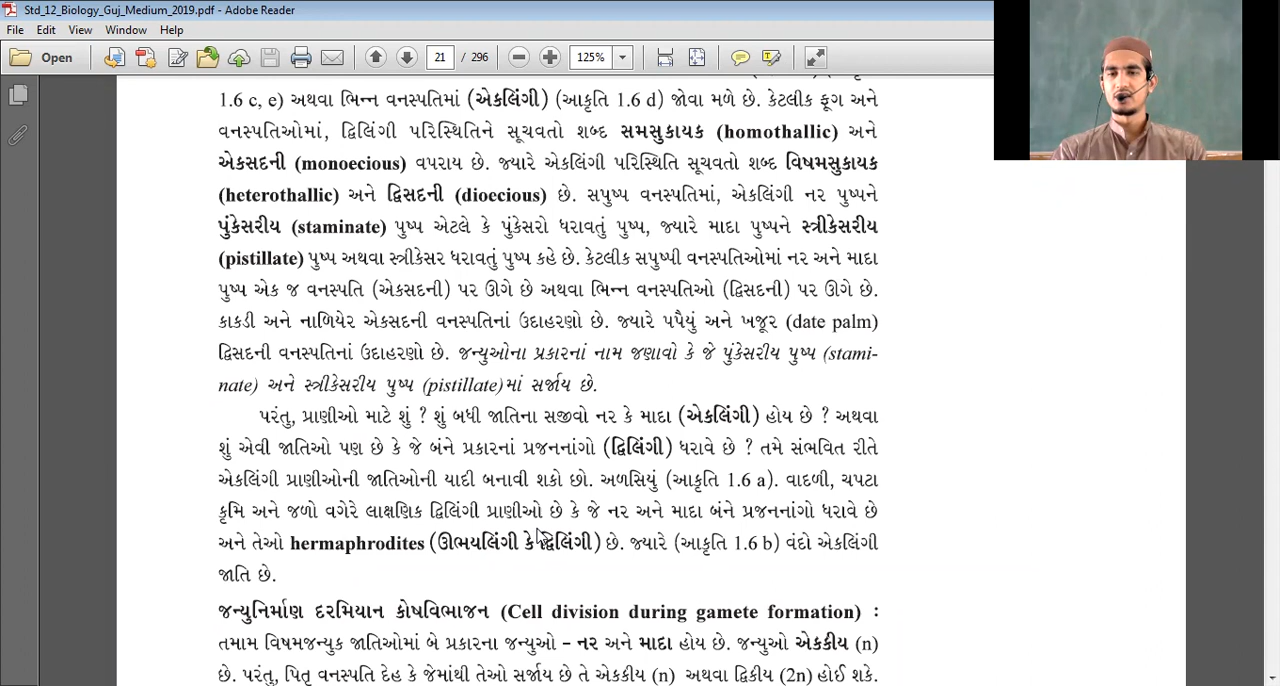 Std_12_Biology_Guj_Medium_2019.pdf - Adobe Reader
File Edit View Window Help
Open 21 / 296 125%
1.6 c, e) અથવા ભિન્ન વનસ્પતિમાં (એકલિંગી) (આકૃતિ 1.6 d) જોવા મળે છે. કેટલીક ફૂગ અને
વનસ્પતિઓમાં, દ્વિલિંગી પરિસ્થિતિને સૂચવતો શબ્દ સમસુકાયક (homothallic) અને
એકસદની (monoecious) વપરાય છે. જ્યારે એકલિંગી પરિસ્થિતિ સૂચવતો શબ્દ વિષમસુકાયક
(heterothallic) અને દ્વિસદની (dioecious) છે. સપુષ્પ વનસ્પતિમાં, એકલિંગી નર પુષ્પને
પુંકેસરીય (staminate) પુષ્પ એટલે કે પુંકેસરો ધરાવતું પુષ્પ, જ્યારે માદા પુષ્પને સ્ત્રીકેસરીય
(pistillate) પુષ્પ અથવા સ્ત્રીકેસર ધરાવતું પુષ્પ કહે છે. કેટલીક સપુષ્પી વનસ્પતિઓમાં નર અને માદા
પુષ્પ એક જ વનસ્પતિ (એકસદની) પર ઊગે છે અથવા ભિન્ન વનસ્પતિઓ (દ્વિસદની) પર ઊગે છે.
કાકડી અને નાળિયેર એકસદની વનસ્પતિનાં ઉદાહરણો છે. જ્યારે પપૈયું અને ખજૂર (date palm)
દ્વિસદની વનસ્પતિનાં ઉદાહરણો છે. જન્યુઓના પ્રકારનાં નામ જણાવો કે જે પુંકેસરીય પુષ્પ (stami-
nate) અને સ્ત્રીકેસરીય પુષ્પ (pistillate)માં સર્જાય છે.
પરંતુ, પ્રાણીઓ માટે શું ? શું બધી જાતિના સજીવો નર કે માદા (એકલિંગી) હોય છે ? અથવા
શું એવી જાતિઓ પણ છે કે જે બંને પ્રકારનાં પ્રજનનાંગો (દ્વિલિંગી) ધરાવે છે ? તમે સંભવિત રીતે
એકલિંગી પ્રાણીઓની જાતિઓની યાદી બનાવી શકો છો. અળસિયું (આકૃતિ 1.6 a). વાદળી, ચપટા
કૃમિ અને જળો વગેરે લાક્ષણિક દ્વિલિંગી પ્રાણીઓ છે કે જે નર અને માદા બંને પ્રજનનાંગો ધરાવે છે
અને તેઓ hermaphrodites (ઊભયલિંગી કે દ્વિલિંગી) છે. જ્યારે (આકૃતિ 1.6 b) વંદો એકલિંગી
જાતિ છે.
જન્યુનિર્માણ દરમિયાન કોષવિભાજન (Cell division during gamete formation) :
તમામ વિષમજન્યુક જાતિઓમાં બે પ્રકારના જન્યુઓ – નર અને માદા હોય છે. જન્યુઓ એકકીય (n)
છે. પરંતુ, પિતૃ વનસ્પતિ દેહ કે જેમાંથી તેઓ સર્જાય છે તે એકકીય (n) અથવા દ્વિકીય (2n) હોઈ શકે.